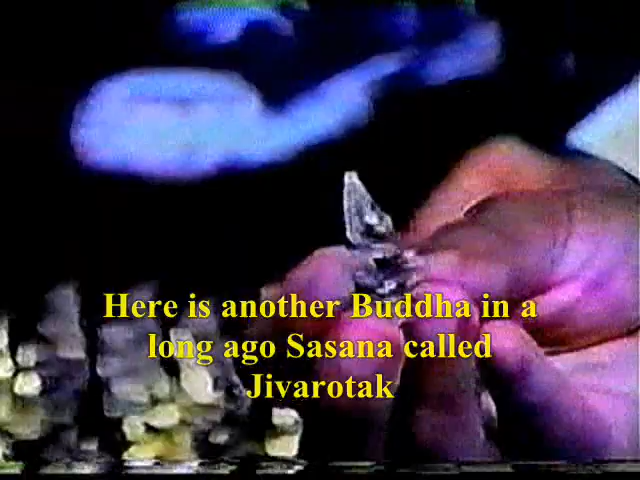 Here is another Buddha in a
long ago Sasana called
Jivarotak